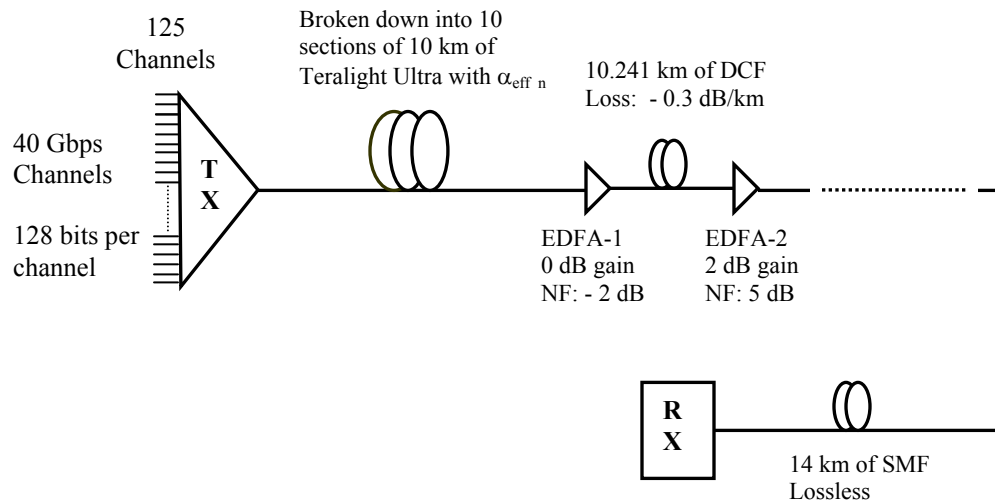 125
Channels
40 Gbps
Channels
128 bits per
channel
T
X
Broken down into 10
sections of 10 km of
Teralight Ultra with αeff n
10.241 km of DCF
Loss: - 0.3 dB/km
EDFA-1
0 dB gain
NF: - 2 dB
EDFA-2
2 dB gain
NF: 5 dB
R
X
14 km of SMF
Lossless